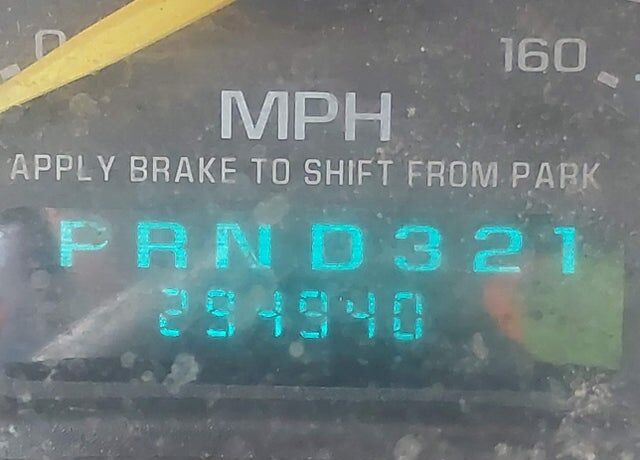 0
160
MPH
APPLY BRAKE TO SHIFT FROM PARK
PRND321
294940